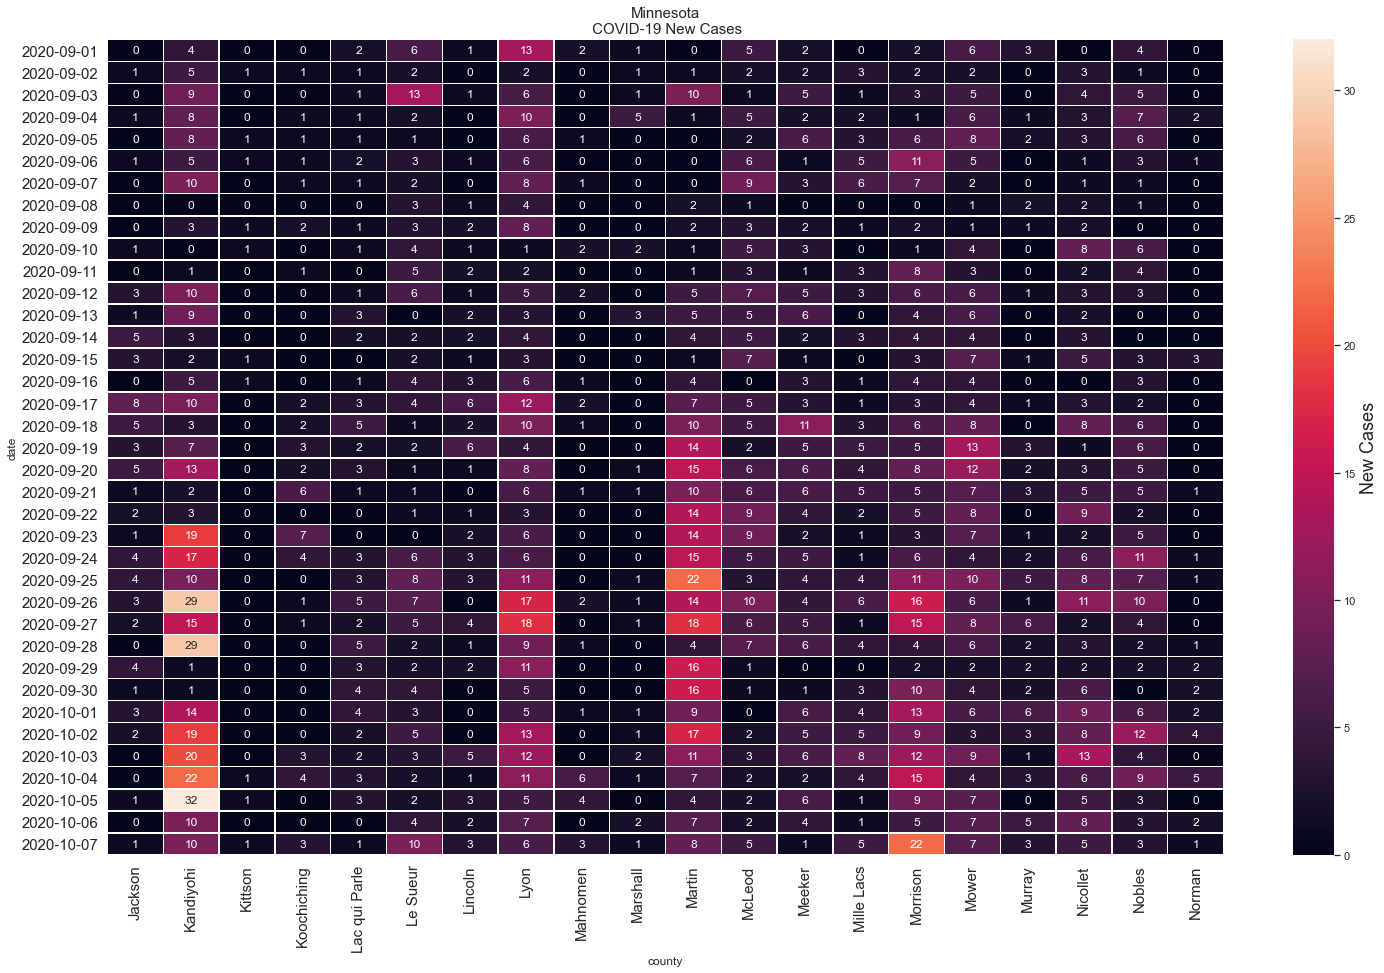 Minnesota
COVID-19 New Cases
2020-09-01 0 4 0 0 2 6 1 13 2 1 0 5 2 0 2 6 3 0 4 0
2020-09-02 1 5 1 1 1 2 0 2 0 1 1 2 2 3 2 2 0 3 1 0
2020-09-03 0 9 0 0 1 13 1 6 0 1 10 1 5 1 3 5 0 4 5 0
2020-09-04 1 8 0 1 1 2 0 10 0 5 1 5 2 2 1 6 1 3 7 2
2020-09-05 0 8 1 1 1 1 0 6 1 0 0 2 6 3 6 8 2 3 6 0
2020-09-06 1 5 1 1 2 3 1 6 0 0 0 6 1 5 11 5 0 1 3 1
2020-09-07 0 10 0 1 1 2 0 8 1 0 0 9 3 6 7 2 0 1 1 0
2020-09-08 0 0 0 0 0 3 1 4 0 0 2 1 0 0 0 1 2 2 1 0
2020-09-09 0 3 1 2 1 3 2 8 0 0 2 3 2 1 2 1 1 2 0 0
2020-09-10 1 0 1 0 1 4 1 1 2 2 1 5 3 0 1 4 0 8 6 0
2020-09-11 0 1 0 1 0 5 2 2 0 0 1 3 1 3 8 3 0 2 4 0
2020-09-12 3 10 0 0 1 6 1 5 2 0 5 7 5 3 6 6 1 3 3 0
2020-09-13 1 9 0 0 3 0 2 3 0 3 5 5 6 0 4 6 0 2 0 0
2020-09-14 5 3 0 0 2 2 2 4 0 0 4 5 2 3 4 4 0 3 0 0
2020-09-15 3 2 1 0 0 2 1 3 0 0 1 7 1 0 3 7 1 5 3 3
2020-09-16 0 5 1 0 1 4 3 6 1 0 4 0 3 1 4 4 0 0 3 0
2020-09-17 8 10 0 2 3 4 6 12 2 0 7 5 3 1 3 4 1 3 2 0
2020-09-18 5 3 0 2 5 1 2 10 1 0 10 5 11 3 6 8 0 8 6 0
2020-09-19 3 7 0 3 2 2 6 4 0 0 14 2 5 5 5 13 3 1 6 0
2020-09-20 5 13 0 2 3 1 1 8 0 1 15 6 6 4 8 12 2 3 5 0
2020-09-21 1 2 0 6 1 1 0 6 1 1 10 6 6 5 5 7 3 5 5 1
2020-09-22 2 3 0 0 0 1 1 3 0 0 14 9 4 2 5 8 0 9 2 0
2020-09-23 1 19 0 7 0 0 2 6 0 0 14 9 2 1 3 7 1 2 5 0
2020-09-24 4 17 0 4 3 6 3 6 0 0 15 5 5 1 6 4 2 6 11 1
2020-09-25 4 10 0 0 3 8 3 11 0 1 22 3 4 4 11 10 5 8 7 1
2020-09-26 3 29 0 1 5 7 0 17 2 1 14 10 4 6 16 6 1 11 10 0
2020-09-27 2 15 0 1 2 5 4 18 0 1 18 6 5 1 15 8 6 2 4 0
2020-09-28 0 29 0 0 5 2 1 9 1 0 4 7 6 4 4 6 2 3 2 1
2020-09-29 4 1 0 0 3 2 2 11 0 0 16 1 0 0 2 2 2 2 2 2
2020-09-30 1 1 0 0 4 4 0 5 0 0 16 1 1 3 10 4 2 6 0 2
2020-10-01 3 14 0 0 4 3 0 5 1 1 9 0 6 4 13 6 6 9 6 2
2020-10-02 2 19 0 0 2 5 0 13 0 0 17 2 5 5 9 3 3 8 12 4
2020-10-03 0 20 0 3 2 3 5 12 0 2 11 3 6 8 12 9 1 13 4 0
2020-10-04 0 22 1 4 3 2 1 11 6 1 7 2 2 4 15 4 3 6 9 5
2020-10-05 1 32 1 0 3 2 3 5 4 0 4 2 6 1 9 7 0 5 3 0
2020-10-06 0 10 0 0 0 4 2 7 0 2 7 2 4 1 5 7 5 8 3 2
2020-10-07 1 10 1 3 1 10 3 6 3 1 8 5 1 5 22 7 3 5 3 1
date
Jackson Kandiyohi Kittson Koochiching Lac qui Parle Le Sueur Lincoln Lyon Mahnomen Marshall Martin McLeod Meeker Mille Lacs Morrison Mower Murray Nicollet Nobles Norman
county
30
25
20
15
10
5
0
New Cases